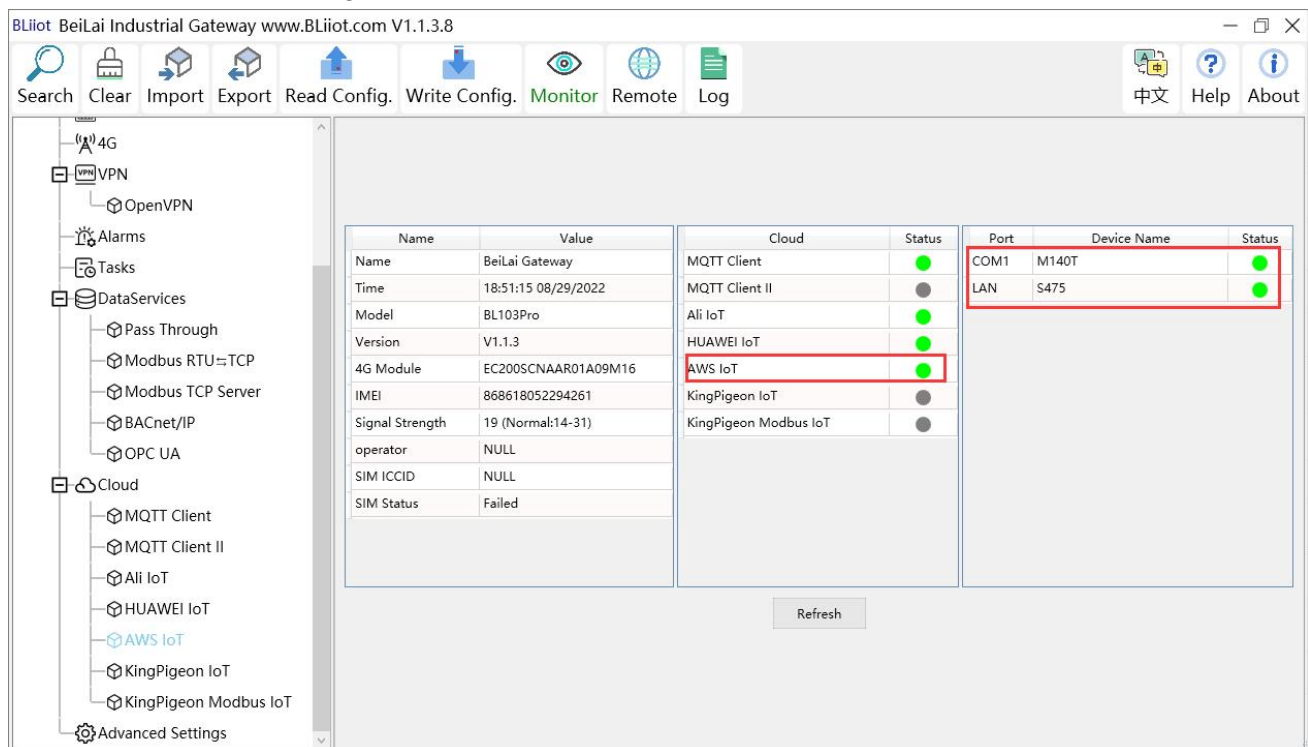 BLiiot BeiLai Industrial Gateway www.BLiiot.com V1.1.3.8
Search Clear Import Export Read Config. Write Config. Monitor Remote Log 中文 Help About
4G
VPN VPN
OpenVPN
Alarms
Tasks
DataServices
Pass Through
Modbus RTU⇆TCP
Modbus TCP Server
BACnet/IP
OPC UA
Cloud
MQTT Client
MQTT Client II
Ali IoT
HUAWEI IoT
AWS IoT
KingPigeon IoT
KingPigeon Modbus IoT
Advanced Settings
Name Value
Name BeiLai Gateway
Time 18:51:15 08/29/2022
Model BL103Pro
Version V1.1.3
4G Module EC200SCNAAR01A09M16
IMEI 868618052294261
Signal Strength 19 (Normal:14-31)
operator NULL
SIM ICCID NULL
SIM Status Failed
Cloud Status
MQTT Client
MQTT Client II
Ali IoT
HUAWEI IoT
AWS IoT
KingPigeon IoT
KingPigeon Modbus IoT
Port Device Name Status
COM1 M140T
LAN S475
Refresh